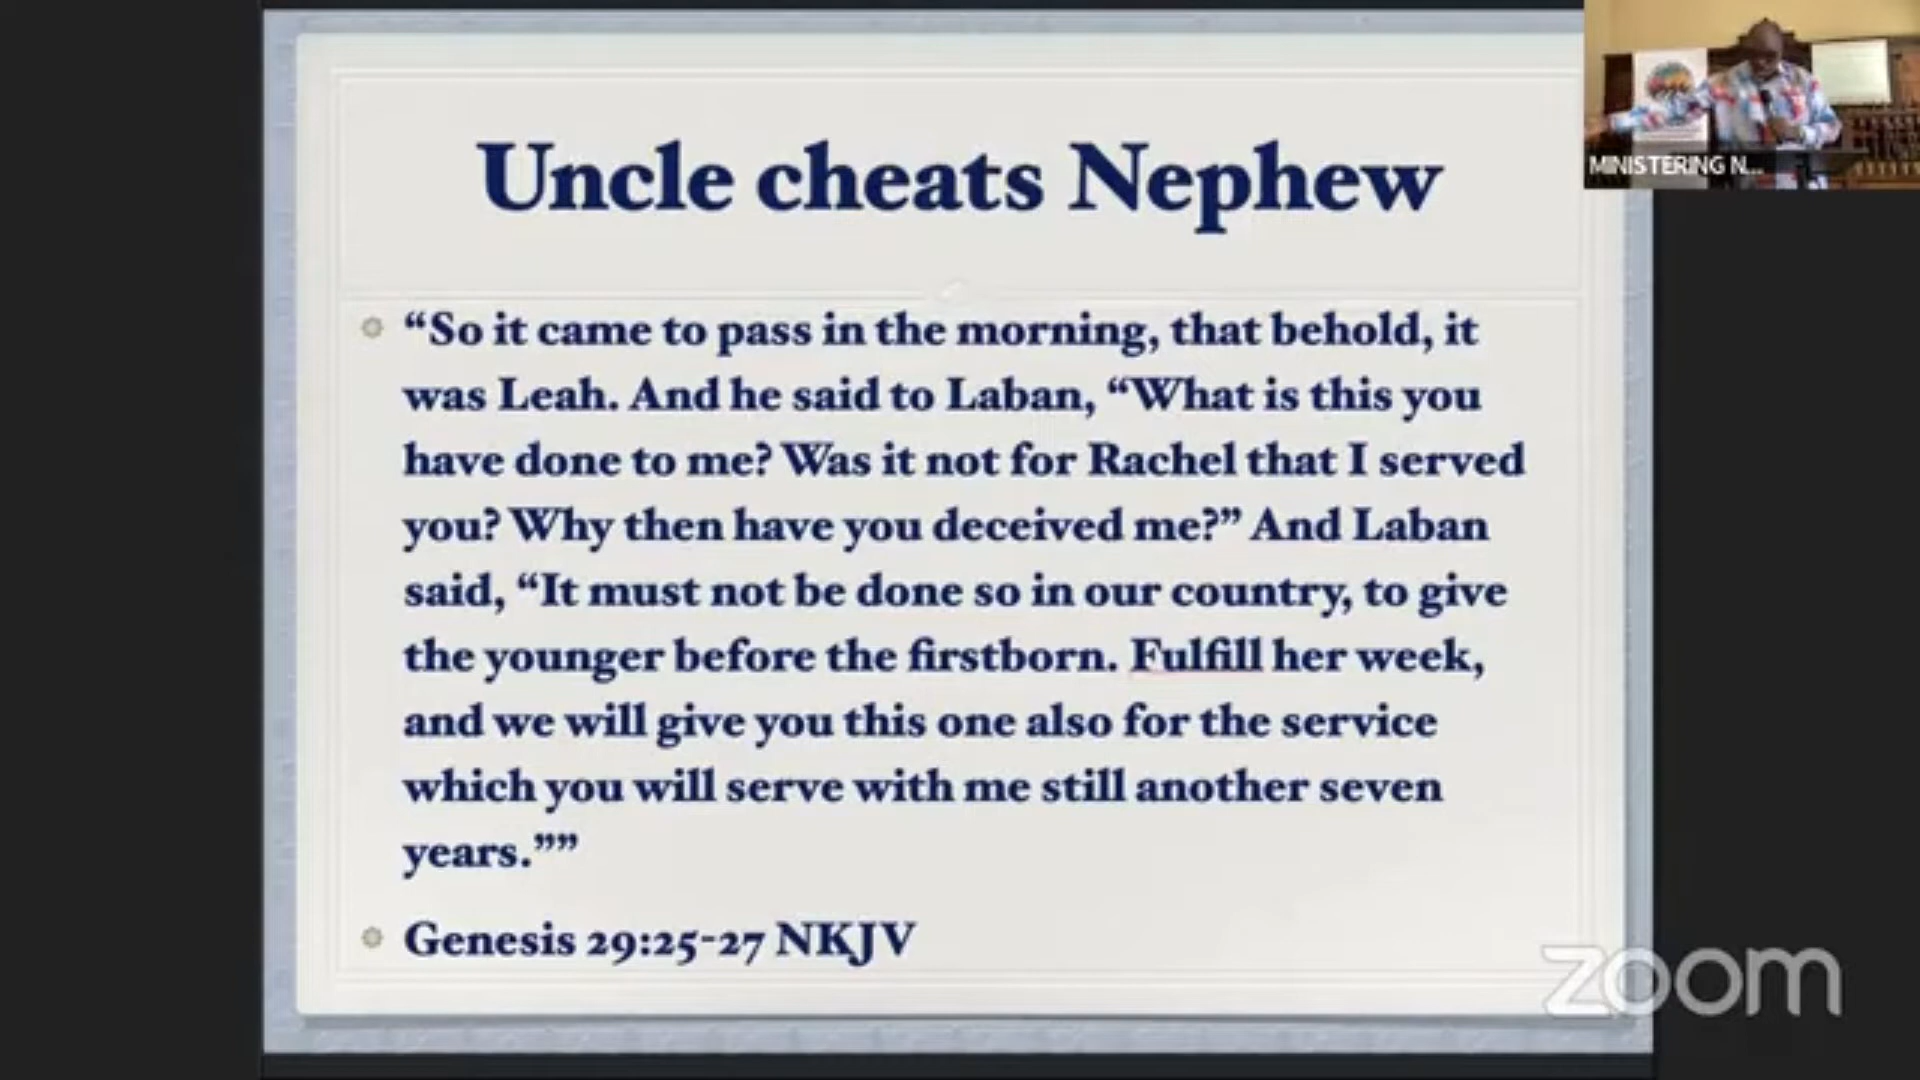 Uncle cheats Nephew
MINISTERING N...
“So it came to pass in the morning, that behold, it
was Leah. And he said to Laban, “What is this you
have done to me? Was it not for Rachel that I served
you? Why then have you deceived me?” And Laban
said, “It must not be done so in our country, to give
the younger before the firstborn. Fulfill her week,
and we will give you this one also for the service
which you will serve with me still another seven
years.””
Genesis 29:25-27 NKJV
zoom